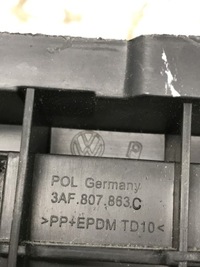 POL Germany
3AF.807.863.C
>PP+EPDM TD10<